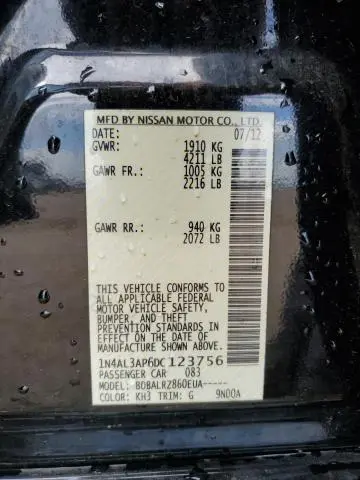 MFD BY NISSAN MOTOR CO., LTD.
DATE: 07/12
GVWR: 1910 KG
4211 LB
GAWR FR.: 1005 KG
2216 LB
GAWR RR.: 940 KG
2072 LB
THIS VEHICLE CONFORMS TO
ALL APPLICABLE FEDERAL
MOTOR VEHICLE SAFETY,
BUMPER, AND THEFT
PREVENTION STANDARDS IN
EFFECT ON THE DATE OF
MANUFACTURE SHOWN ABOVE.
1N4AL3AP6DC123756
PASSENGER CAR 083
MODEL: BDBALRZ860EUA-----
COLOR: KH3 TRIM: G 9N00A